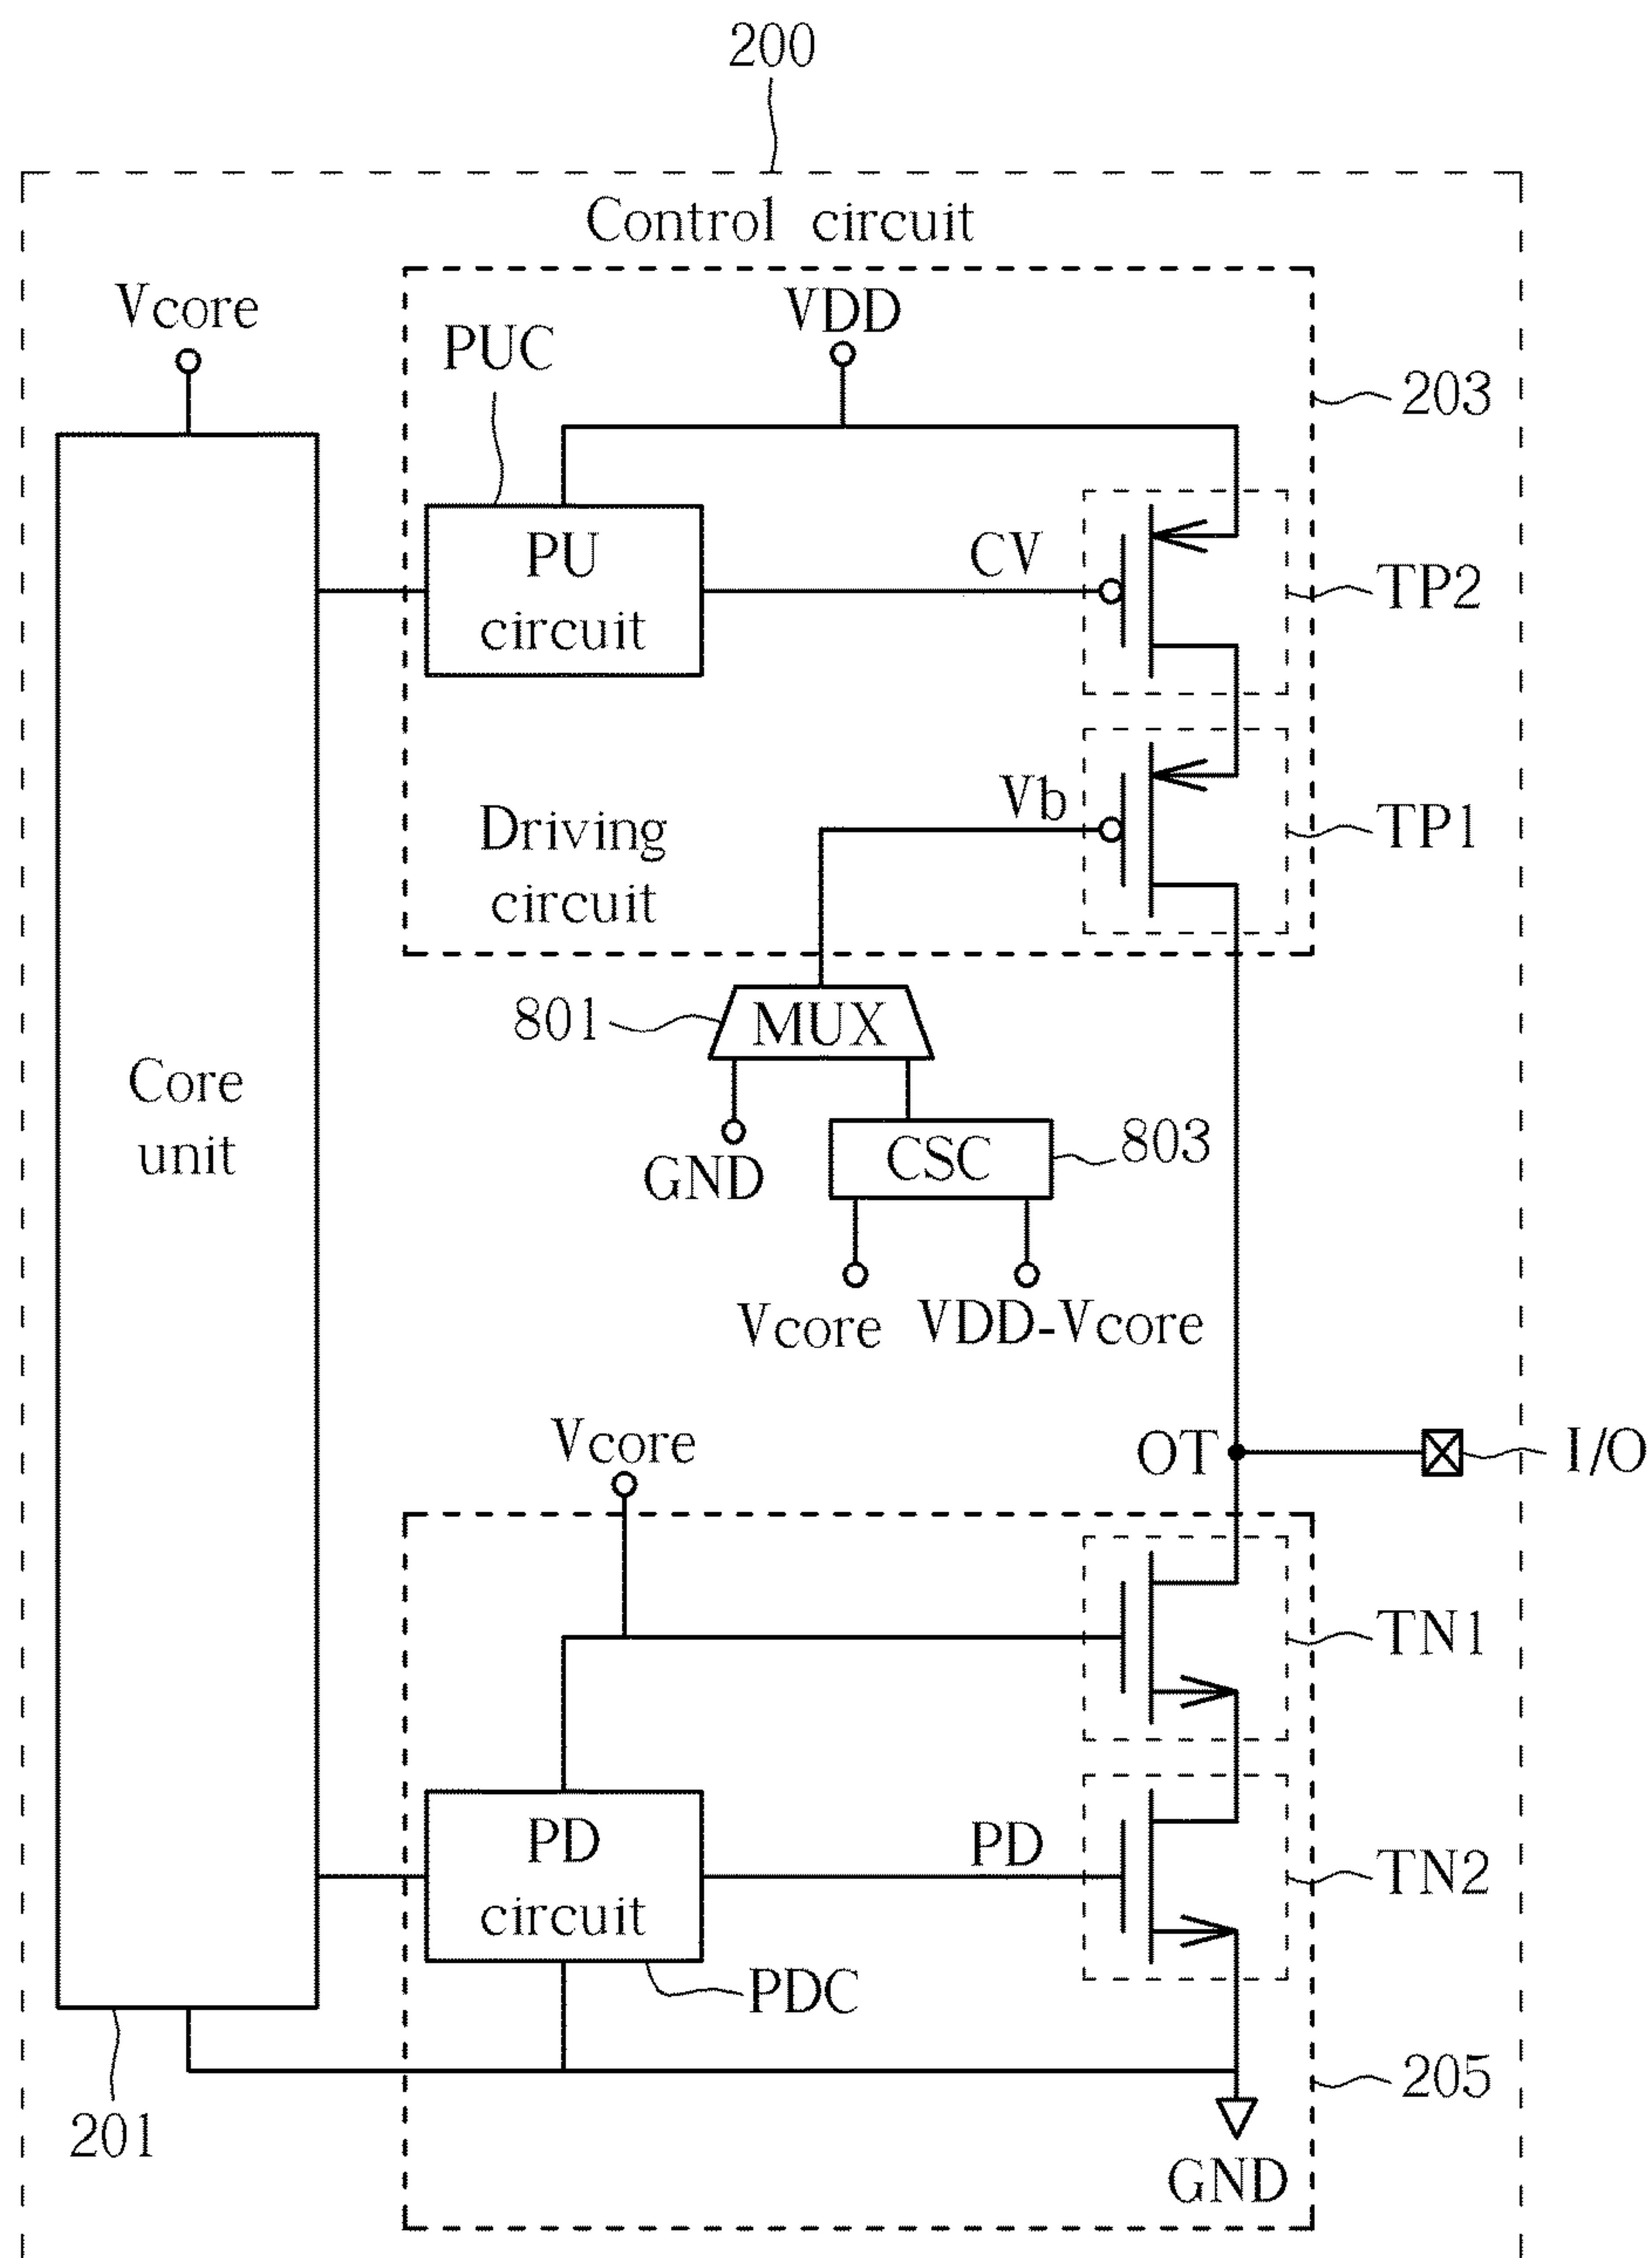 200
Control circuit
Vcore
VDD
PUC
203
PU
circuit
CV
TP2
Vb
TP1
Driving
circuit
801
MUX
Core
unit
GND
CSC
803
Vcore
VDD-Vcore
Vcore
OT
I/O
TN1
PD
circuit
PD
TN2
PDC
201
205
GND